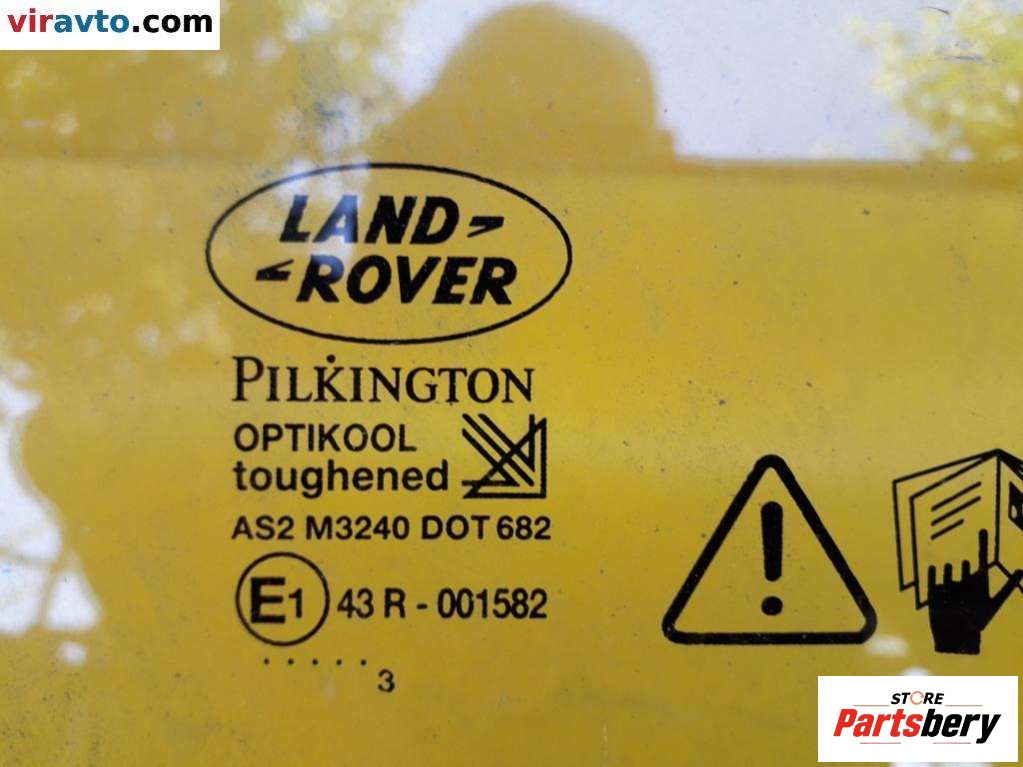 viravto.com
LAND
ROVER
PILKINGTON
OPTIKOOL
toughened
AS2 M3240 DOT 682
E1 43 R - 001582
. . . . . 3
STORE
Partsbery